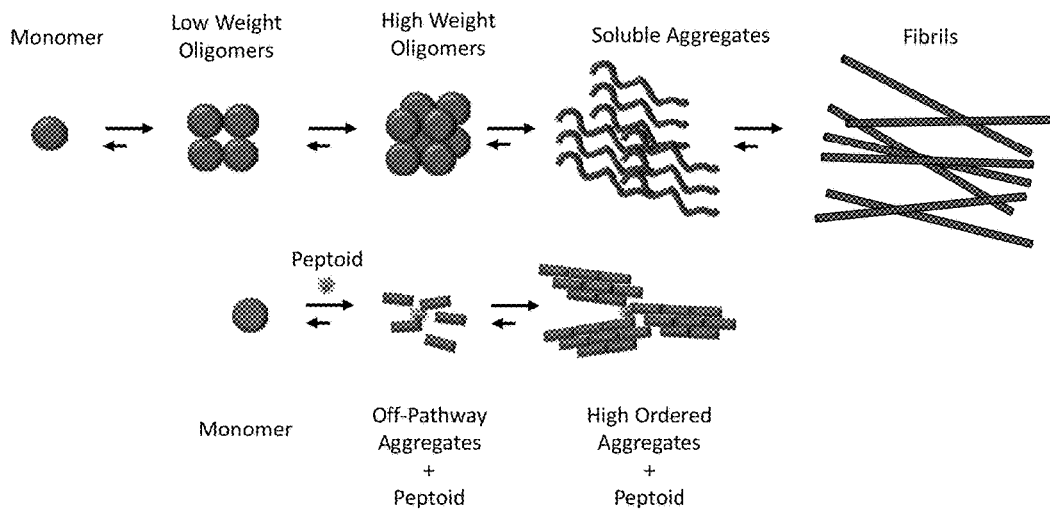 Monomer
Low Weight
Oligomers
High Weight
Oligomers
Soluble Aggregates
Fibrils
Peptoid
Monomer
Off-Pathway
Aggregates
+
Peptoid
High Ordered
Aggregates
+
Peptoid